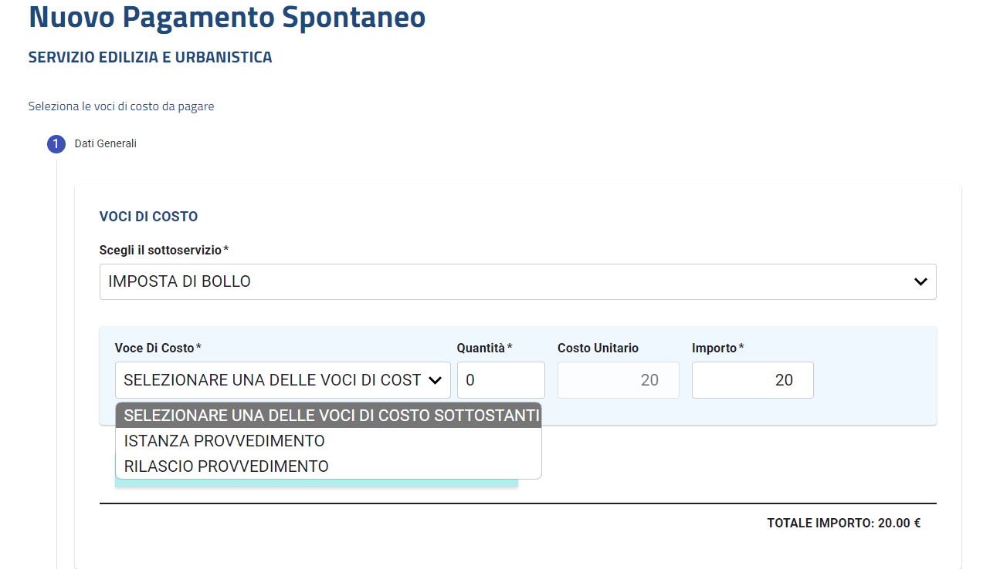 Nuovo Pagamento Spontaneo
SERVIZIO EDILIZIA E URBANISTICA
Seleziona le voci di costo da pagare
1 Dati Generali
VOCI DI COSTO
Scegli il sottoservizio*
IMPOSTA DI BOLLO
Voce Di Costo* Quantità* Costo Unitario Importo*
SELEZIONARE UNA DELLE VOCI DI COST 0 20 20
SELEZIONARE UNA DELLE VOCI DI COSTO SOTTOSTANTI
ISTANZA PROVVEDIMENTO
RILASCIO PROVVEDIMENTO
TOTALE IMPORTO: 20.00 €